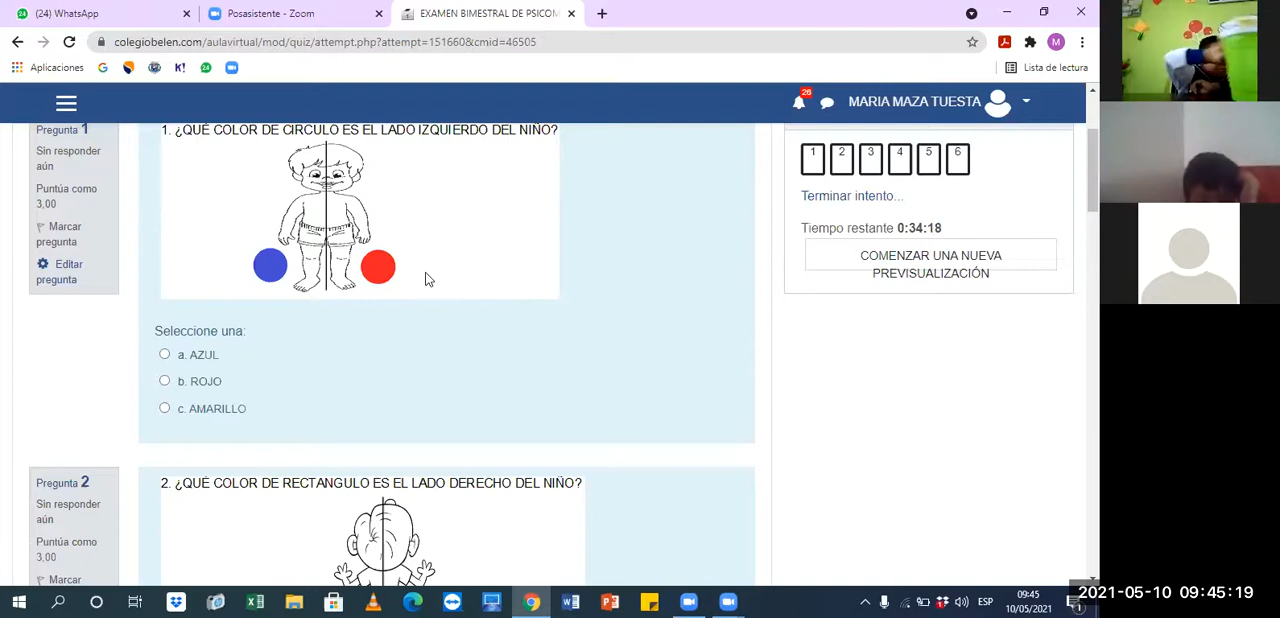 (24) WhatsApp
Posasistente - Zoom
EXAMEN BIMESTRAL DE PSICOM
colegiobelen.com/aulavirtual/mod/quiz/attempt.php?attempt=151660&cmid=46505
M
Aplicaciones
K!
Lista de lectura
26
MARIA MAZA TUESTA
Pregunta 1
Sin responder
aún
Puntúa como
3,00
Marcar
pregunta
Editar
pregunta
1. ¿QUÉ COLOR DE CIRCULO ES EL LADO IZQUIERDO DEL NIÑO?
Seleccione una:
a. AZUL
b. ROJO
c. AMARILLO
1 2 3 4 5 6
Terminar intento...
Tiempo restante 0:34:18
COMENZAR UNA NUEVA
PREVISUALIZACIÓN
Pregunta 2
Sin responder
aún
Puntúa como
3,00
Marcar
2. ¿QUÉ COLOR DE RECTANGULO ES EL LADO DERECHO DEL NIÑO?
ESP
09:45
10/05/2021
2021-05-10 09:45:19